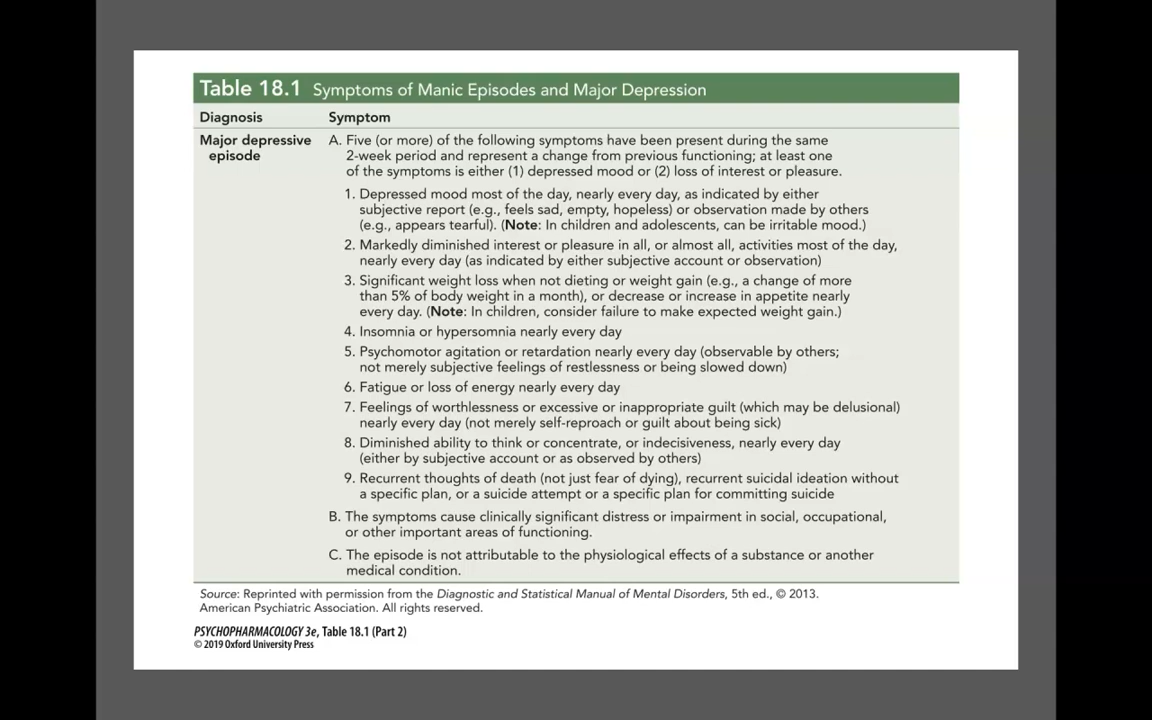 Table 18.1 Symptoms of Manic Episodes and Major Depression
Diagnosis Symptom
Major depressive episode
A. Five (or more) of the following symptoms have been present during the same
2-week period and represent a change from previous functioning; at least one
of the symptoms is either (1) depressed mood or (2) loss of interest or pleasure.
1. Depressed mood most of the day, nearly every day, as indicated by either
subjective report (e.g., feels sad, empty, hopeless) or observation made by others
(e.g., appears tearful). (Note: In children and adolescents, can be irritable mood.)
2. Markedly diminished interest or pleasure in all, or almost all, activities most of the day,
nearly every day (as indicated by either subjective account or observation)
3. Significant weight loss when not dieting or weight gain (e.g., a change of more
than 5% of body weight in a month), or decrease or increase in appetite nearly
every day. (Note: In children, consider failure to make expected weight gain.)
4. Insomnia or hypersomnia nearly every day
5. Psychomotor agitation or retardation nearly every day (observable by others;
not merely subjective feelings of restlessness or being slowed down)
6. Fatigue or loss of energy nearly every day
7. Feelings of worthlessness or excessive or inappropriate guilt (which may be delusional)
nearly every day (not merely self-reproach or guilt about being sick)
8. Diminished ability to think or concentrate, or indecisiveness, nearly every day
(either by subjective account or as observed by others)
9. Recurrent thoughts of death (not just fear of dying), recurrent suicidal ideation without
a specific plan, or a suicide attempt or a specific plan for committing suicide
B. The symptoms cause clinically significant distress or impairment in social, occupational,
or other important areas of functioning.
C. The episode is not attributable to the physiological effects of a substance or another
medical condition.
Source: Reprinted with permission from the Diagnostic and Statistical Manual of Mental Disorders, 5th ed., © 2013.
American Psychiatric Association. All rights reserved.
PSYCHOPHARMACOLOGY 3e, Table 18.1 (Part 2)
© 2019 Oxford University Press